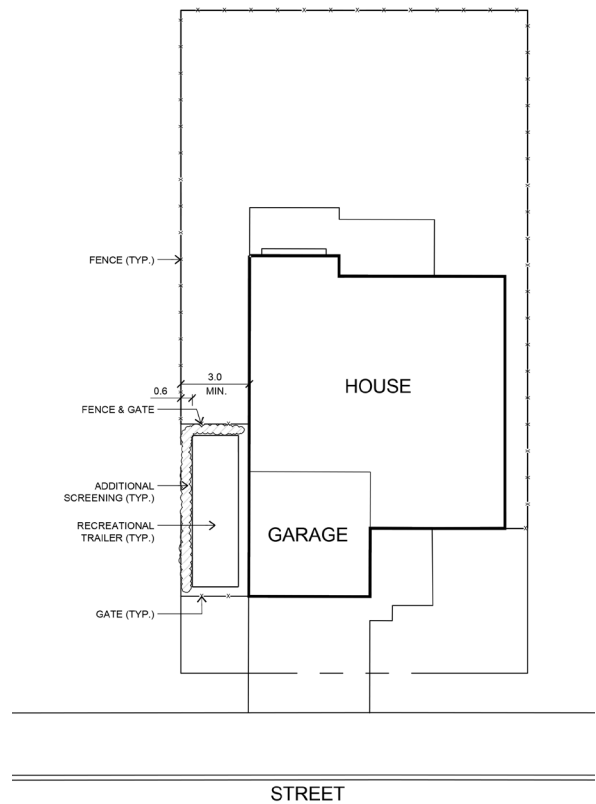 FENCE (TYP.)
3.0
MIN.
0.6
HOUSE
FENCE & GATE
ADDITIONAL
SCREENING (TYP.)
RECREATIONAL
TRAILER (TYP.)
GARAGE
GATE (TYP.)
STREET